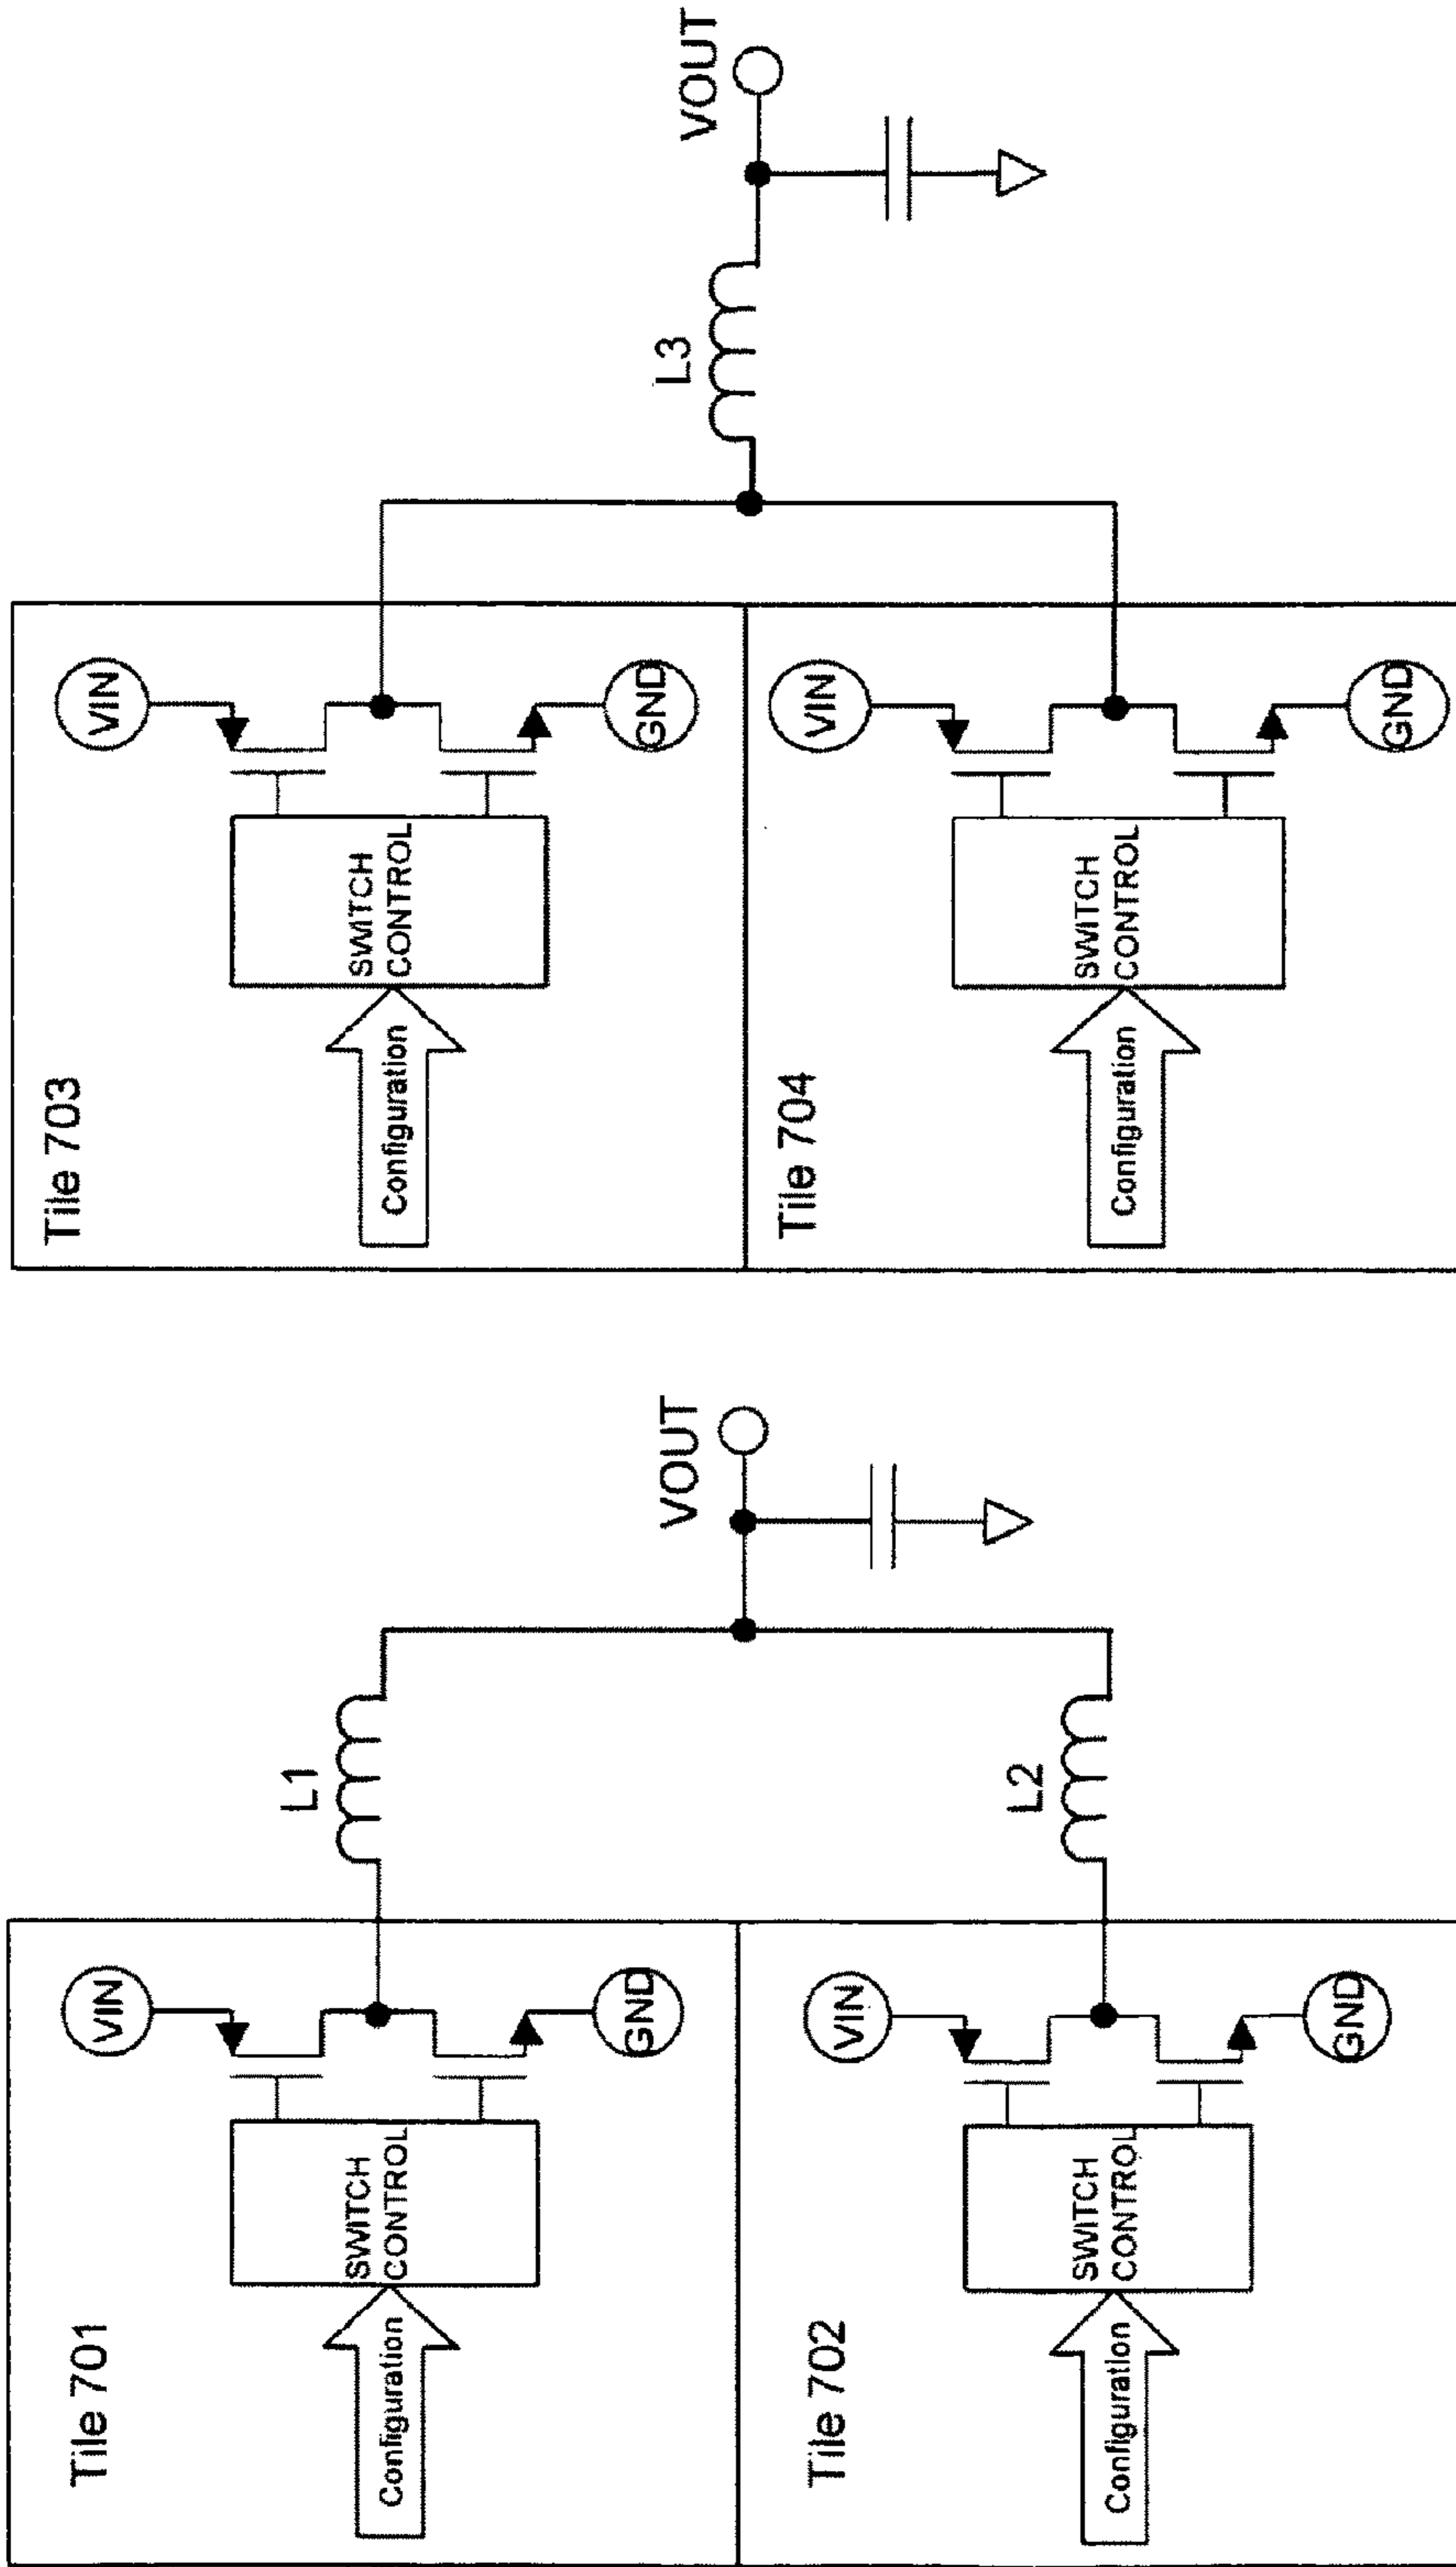 Tile 701
VIN
SWITCH
CONTROL
Configuration
GND
L1
VOUT
Tile 702
VIN
SWITCH
CONTROL
Configuration
GND
L2
Tile 703
VIN
SWITCH
CONTROL
Configuration
GND
L3
VOUT
Tile 704
VIN
SWITCH
CONTROL
Configuration
GND